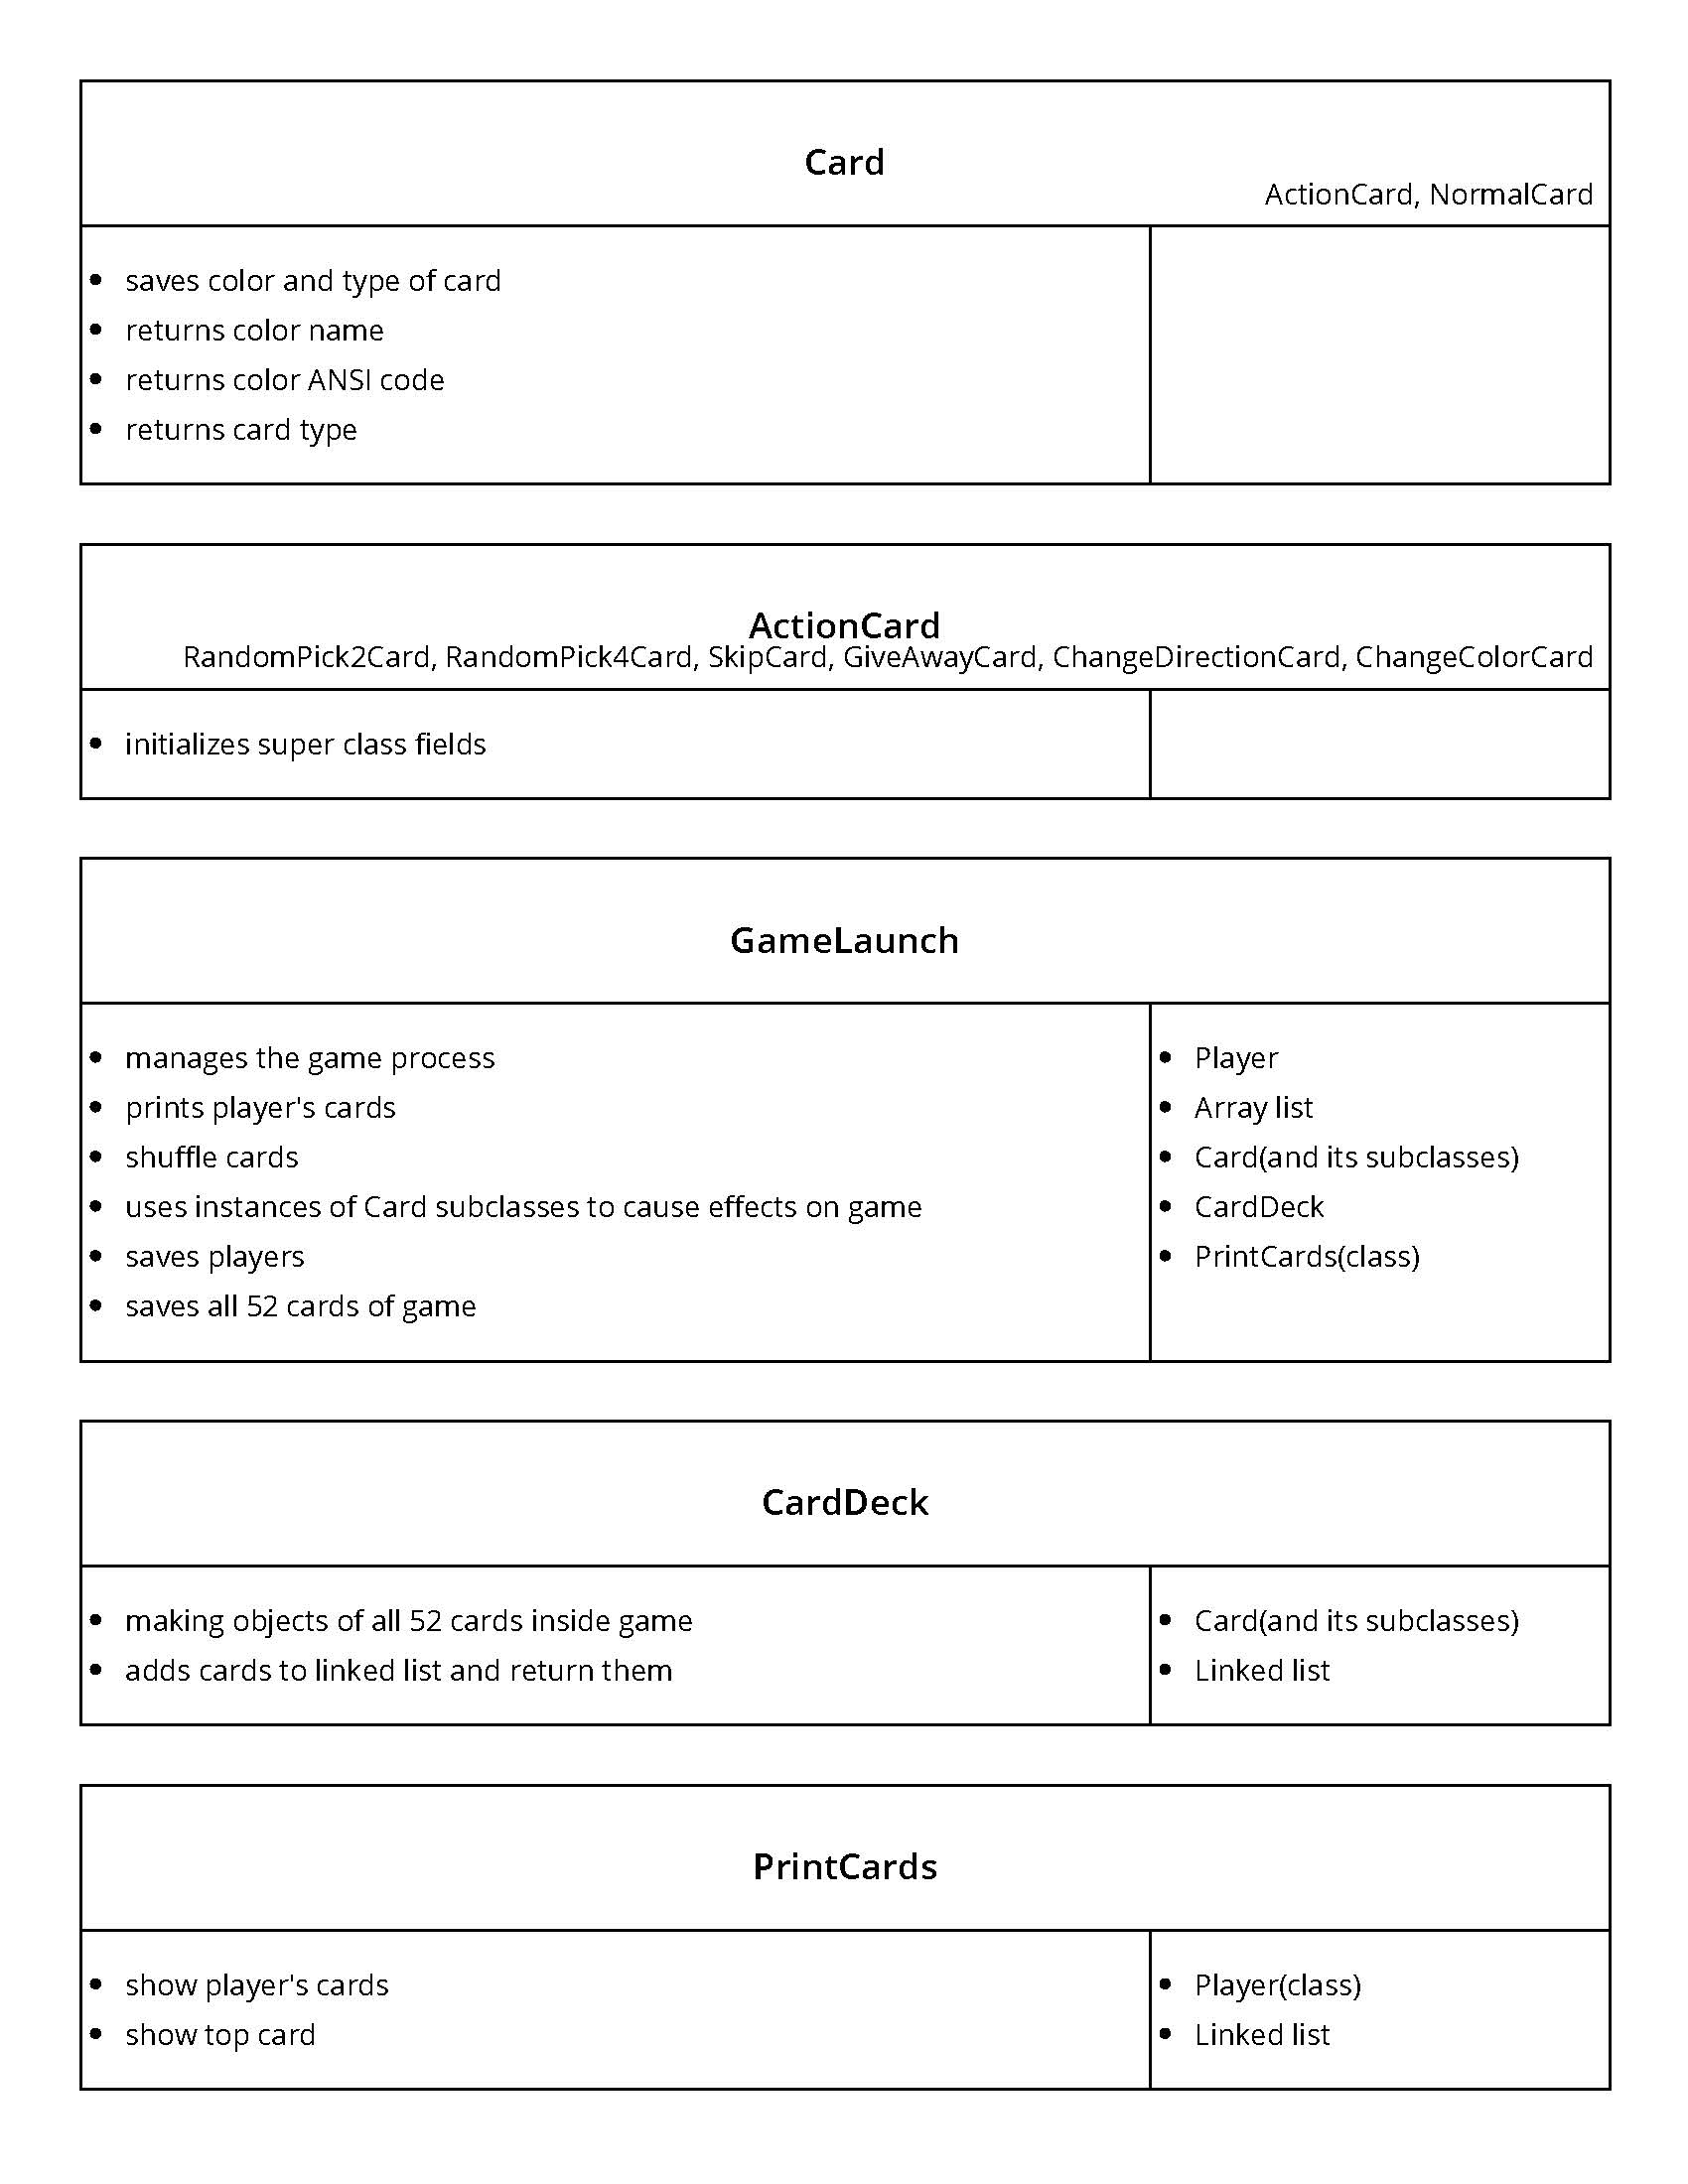 Card
ActionCard, NormalCard
• saves color and type of card
• returns color name
• returns color ANSI code
• returns card type
ActionCard
RandomPick2Card, RandomPick4Card, SkipCard, GiveAwayCard, ChangeDirectionCard, ChangeColorCard
• initializes super class fields
GameLaunch
• manages the game process
• prints player's cards
• shuffle cards
• uses instances of Card subclasses to cause effects on game
• saves players
• saves all 52 cards of game
• Player
• Array list
• Card(and its subclasses)
• CardDeck
• PrintCards(class)
CardDeck
• making objects of all 52 cards inside game
• adds cards to linked list and return them
• Card(and its subclasses)
• Linked list
PrintCards
• show player's cards
• show top card
• Player(class)
• Linked list